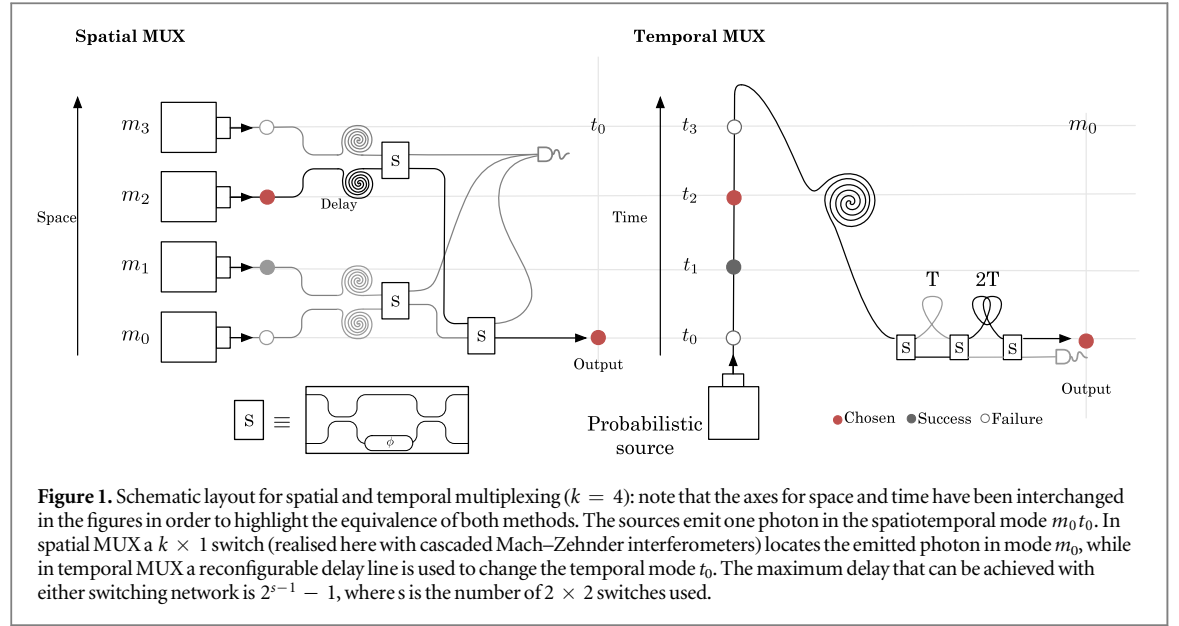 Spatial MUX
Temporal MUX
m3
t0
t3
m0
S
m2
t2
Delay
Space
Time
m1
t1
T
2T
S
m0
S
t0
S
S
S
Output
Output
S
≡
ϕ
Probabilistic
source
Chosen
Success
Failure
Figure 1. Schematic layout for spatial and temporal multiplexing (k = 4): note that the axes for space and time have been interchanged
in the figures in order to highlight the equivalence of both methods. The sources emit one photon in the spatiotemporal mode m0t0. In
spatial MUX a k × 1 switch (realised here with cascaded Mach–Zehnder interferometers) locates the emitted photon in mode m0, while
in temporal MUX a reconfigurable delay line is used to change the temporal mode t0. The maximum delay that can be achieved with
either switching network is 2^{s−1} − 1, where s is the number of 2 × 2 switches used.